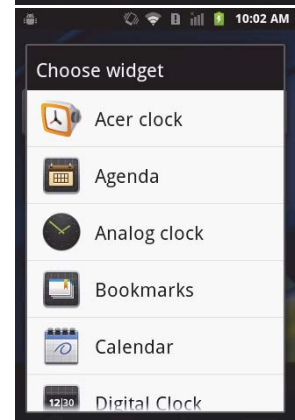 10:02 AM
Choose widget
Acer clock
Agenda
Analog clock
Bookmarks
Calendar
12 30 Digital Clock